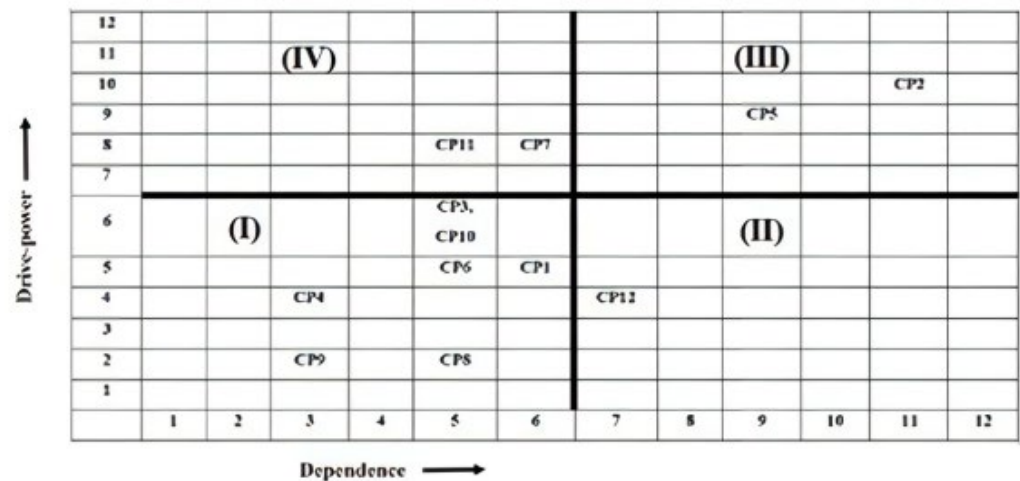 12
11 (IV) (III)
10 CP2
9 CP5
8 CP11 CP7
7
6 (I) CP3, (II)
CP10
5 CP6 CP1
4 CP4 CP12
3
2 CP9 CP8
1
1 2 3 4 5 6 7 8 9 10 11 12
Drive-power
Dependence